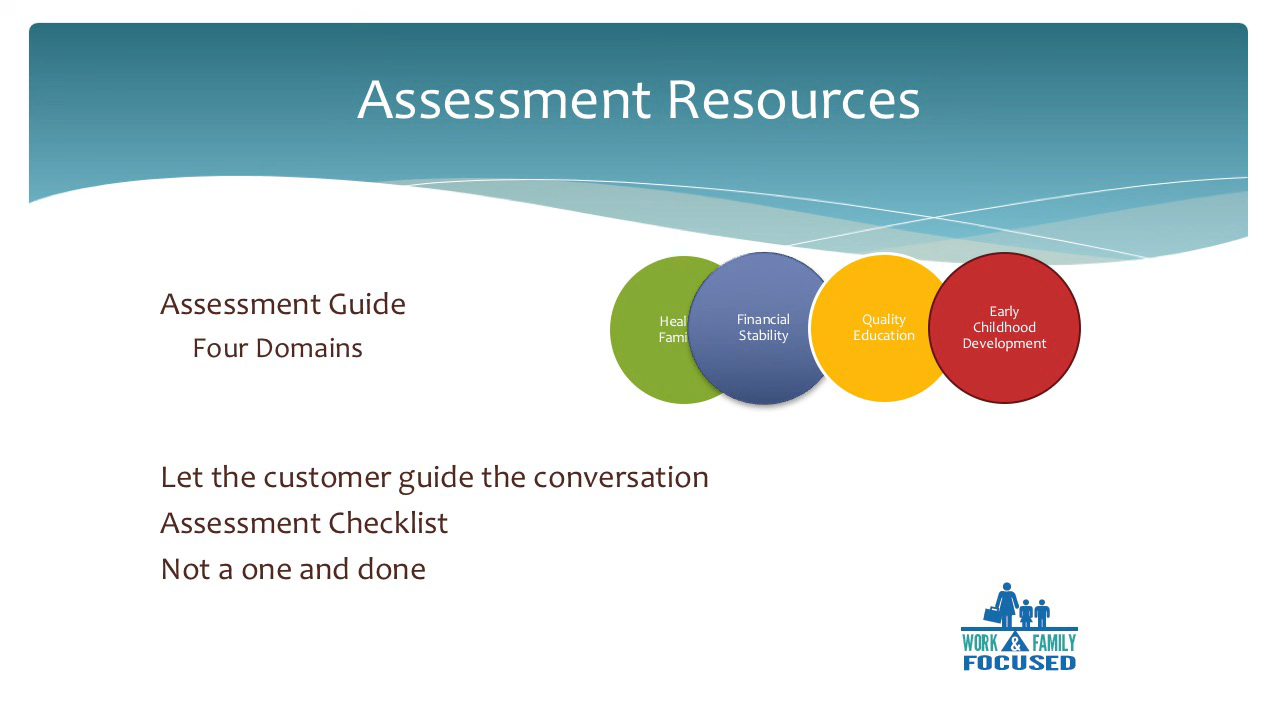 Assessment Resources
Assessment Guide
Four Domains
Financial
Stability
Quality
Education
Early
Childhood
Development
Let the customer guide the conversation
Assessment Checklist
Not a one and done
WORK & FAMILY
FOCUSED